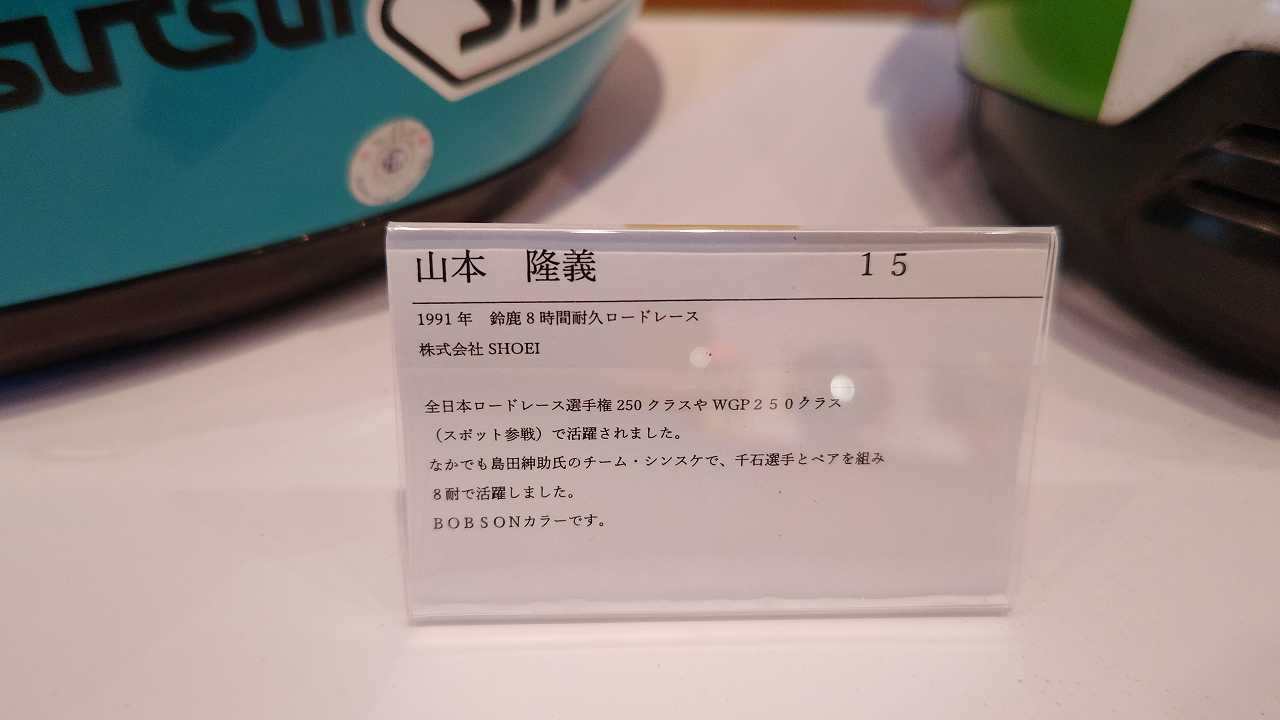 山本　隆義　　　　　　　１５
1991 年　鈴鹿 8 時間耐久ロードレース
株式会社 SHOEI
全日本ロードレース選手権 250 クラスや WGP２５０クラス
（スポット参戦）で活躍されました。
なかでも島田紳助氏のチーム・シンスケで、千石選手とペアを組み
８耐で活躍しました。
ＢＯＢＳＯＮカラーです。